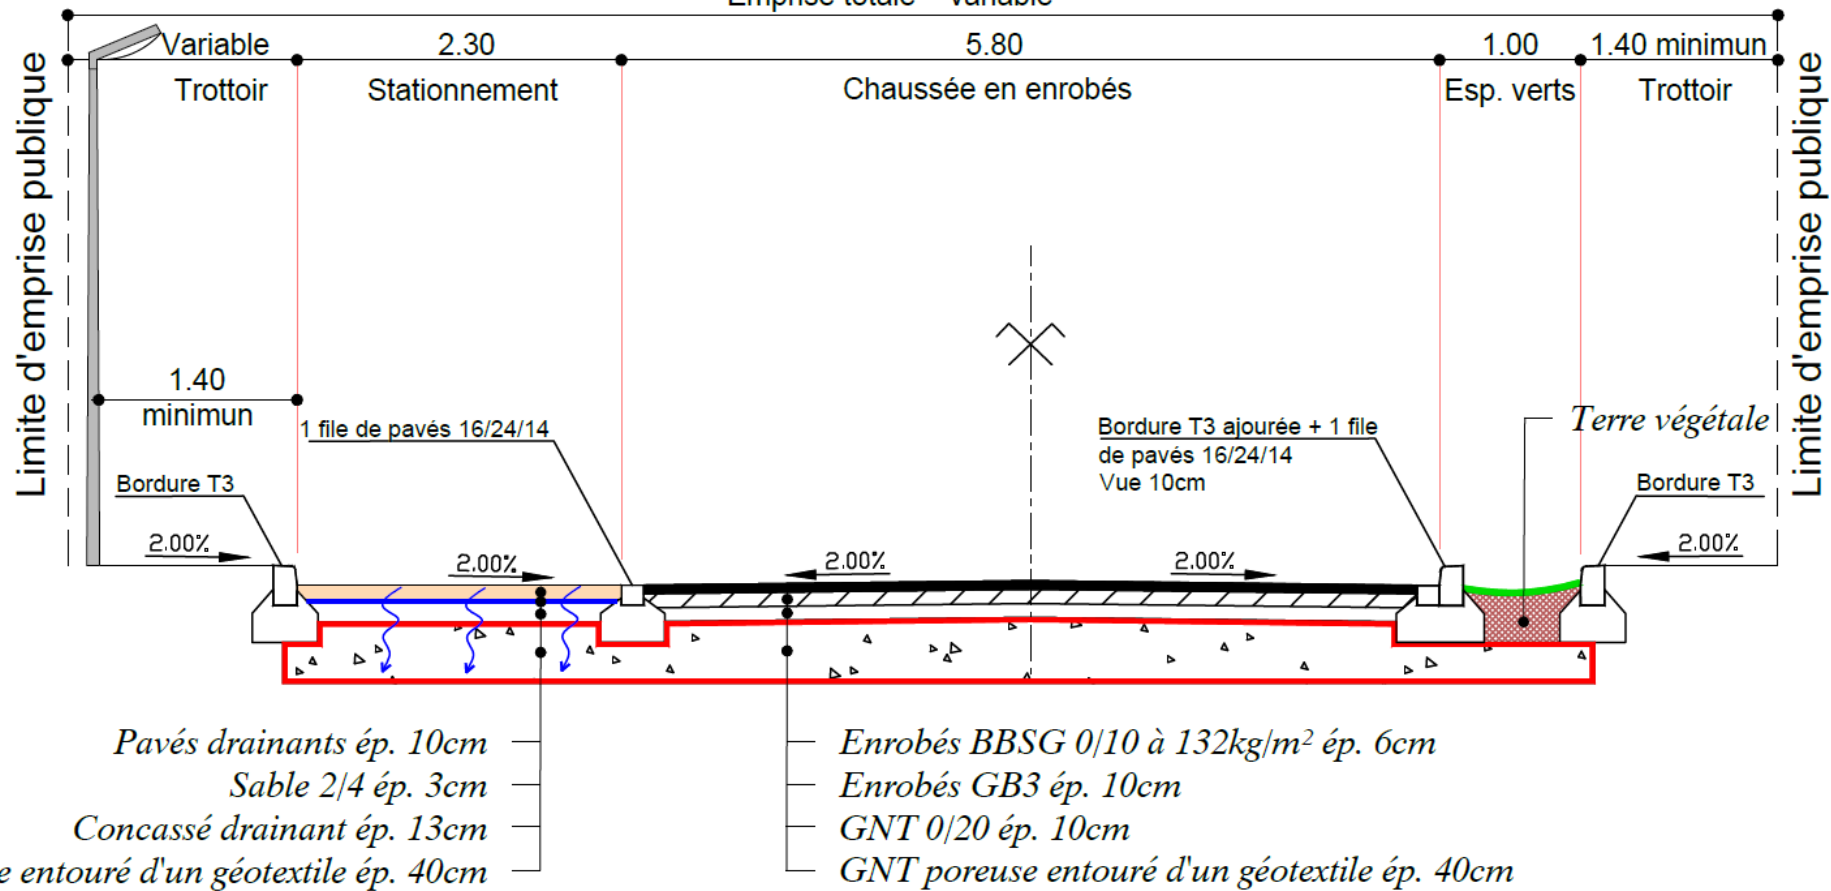 Emprise totale variable
Variable
2.30
5.80
1.00
1.40 minimun
Trottoir
Stationnement
Chaussée en enrobés
Esp. verts
Trottoir
Limite d'emprise publique
Limite d'emprise publique
1.40
minimun
1 file de pavés 16/24/14
Bordure T3 ajourée + 1 file
de pavés 16/24/14
Vue 10cm
Terre végétale
Bordure T3
Bordure T3
2.00%
2.00%
2.00%
2.00%
2.00%
Pavés drainants ép. 10cm
Sable 2/4 ép. 3cm
Concassé drainant ép. 13cm
entouré d'un géotextile ép. 40cm
Enrobés BBSG 0/10 à 132kg/m² ép. 6cm
Enrobés GB3 ép. 10cm
GNT 0/20 ép. 10cm
GNT poreuse entouré d'un géotextile ép. 40cm